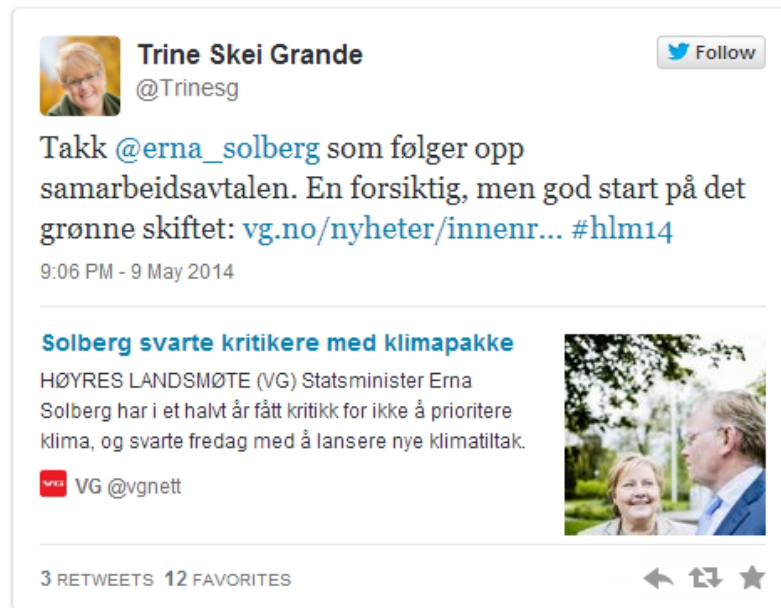 Trine Skei Grande
Follow
@Trinesg
Takk @erna_solberg som følger opp
samarbeidsavtalen. En forsiktig, men god start på det
grønne skiftet: vg.no/nyheter/innenr... #hlm14
9:06 PM - 9 May 2014
Solberg svarte kritikere med klimapakke
HØYRES LANDSMØTE (VG) Statsminister Erna
Solberg har i et halvt år fått kritikk for ikke å prioritere
klima, og svarte fredag med å lansere nye klimatiltak.
VG VG @vgnett
3 RETWEETS 12 FAVORITES